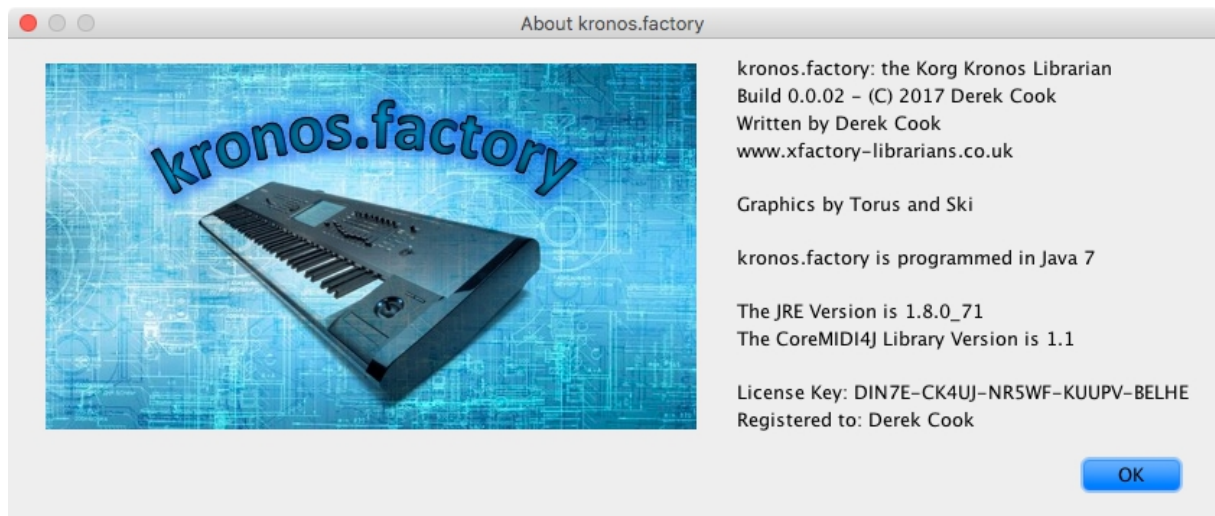 About kronos.factory
kronos.factory
kronos.factory: the Korg Kronos Librarian
Build 0.0.02 – (C) 2017 Derek Cook
Written by Derek Cook
www.xfactory-librarians.co.uk
Graphics by Torus and Ski
kronos.factory is programmed in Java 7
The JRE Version is 1.8.0_71
The CoreMIDI4J Library Version is 1.1
License Key: DIN7E-CK4UJ-NR5WF-KUUPV-BELHE
Registered to: Derek Cook
OK